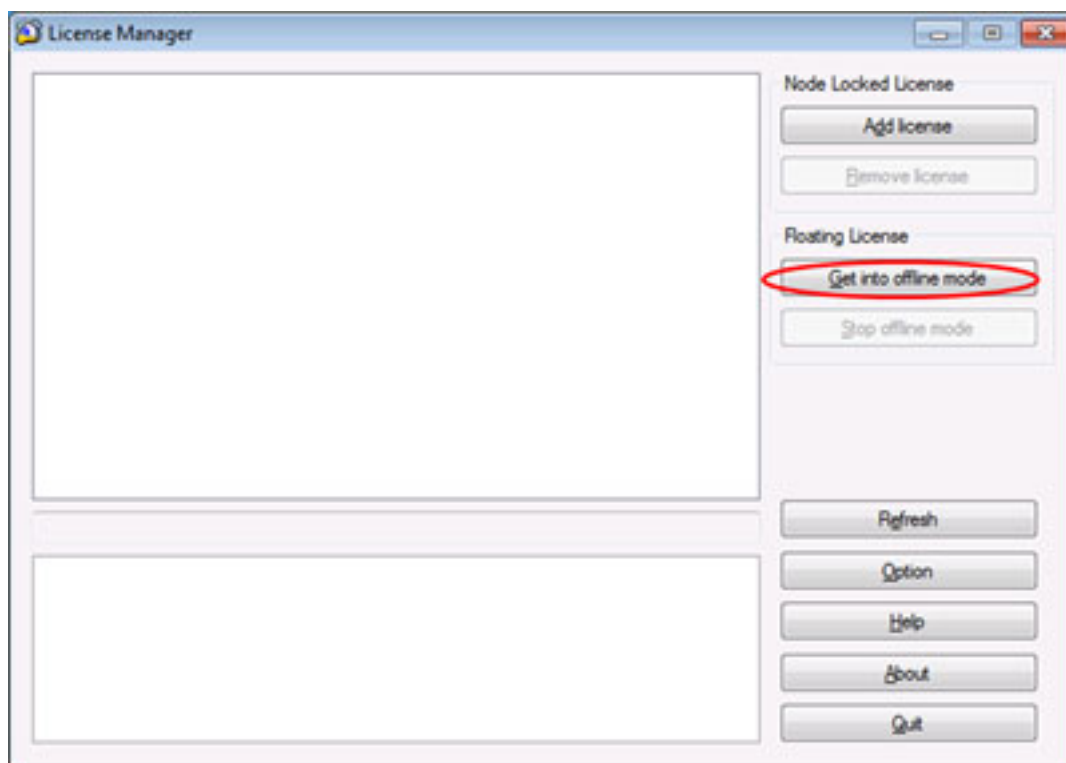 License Manager
Node Locked License
Add license
Remove license
Floating License
Get into offline mode
Stop offline mode
Refresh
Option
Help
About
Quit